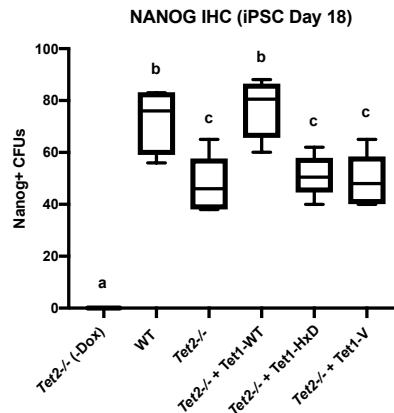 NANOG IHC (iPSC Day 18)
Nanog+ CFUs
100
80
60
40
20
0
a
b
c
b
c
c
Tet2-/- (-Dox)
WT
Tet2-/-
Tet2-/- + Tet1-WT
Tet2-/- + Tet1-HxD
Tet2-/- + Tet1-V